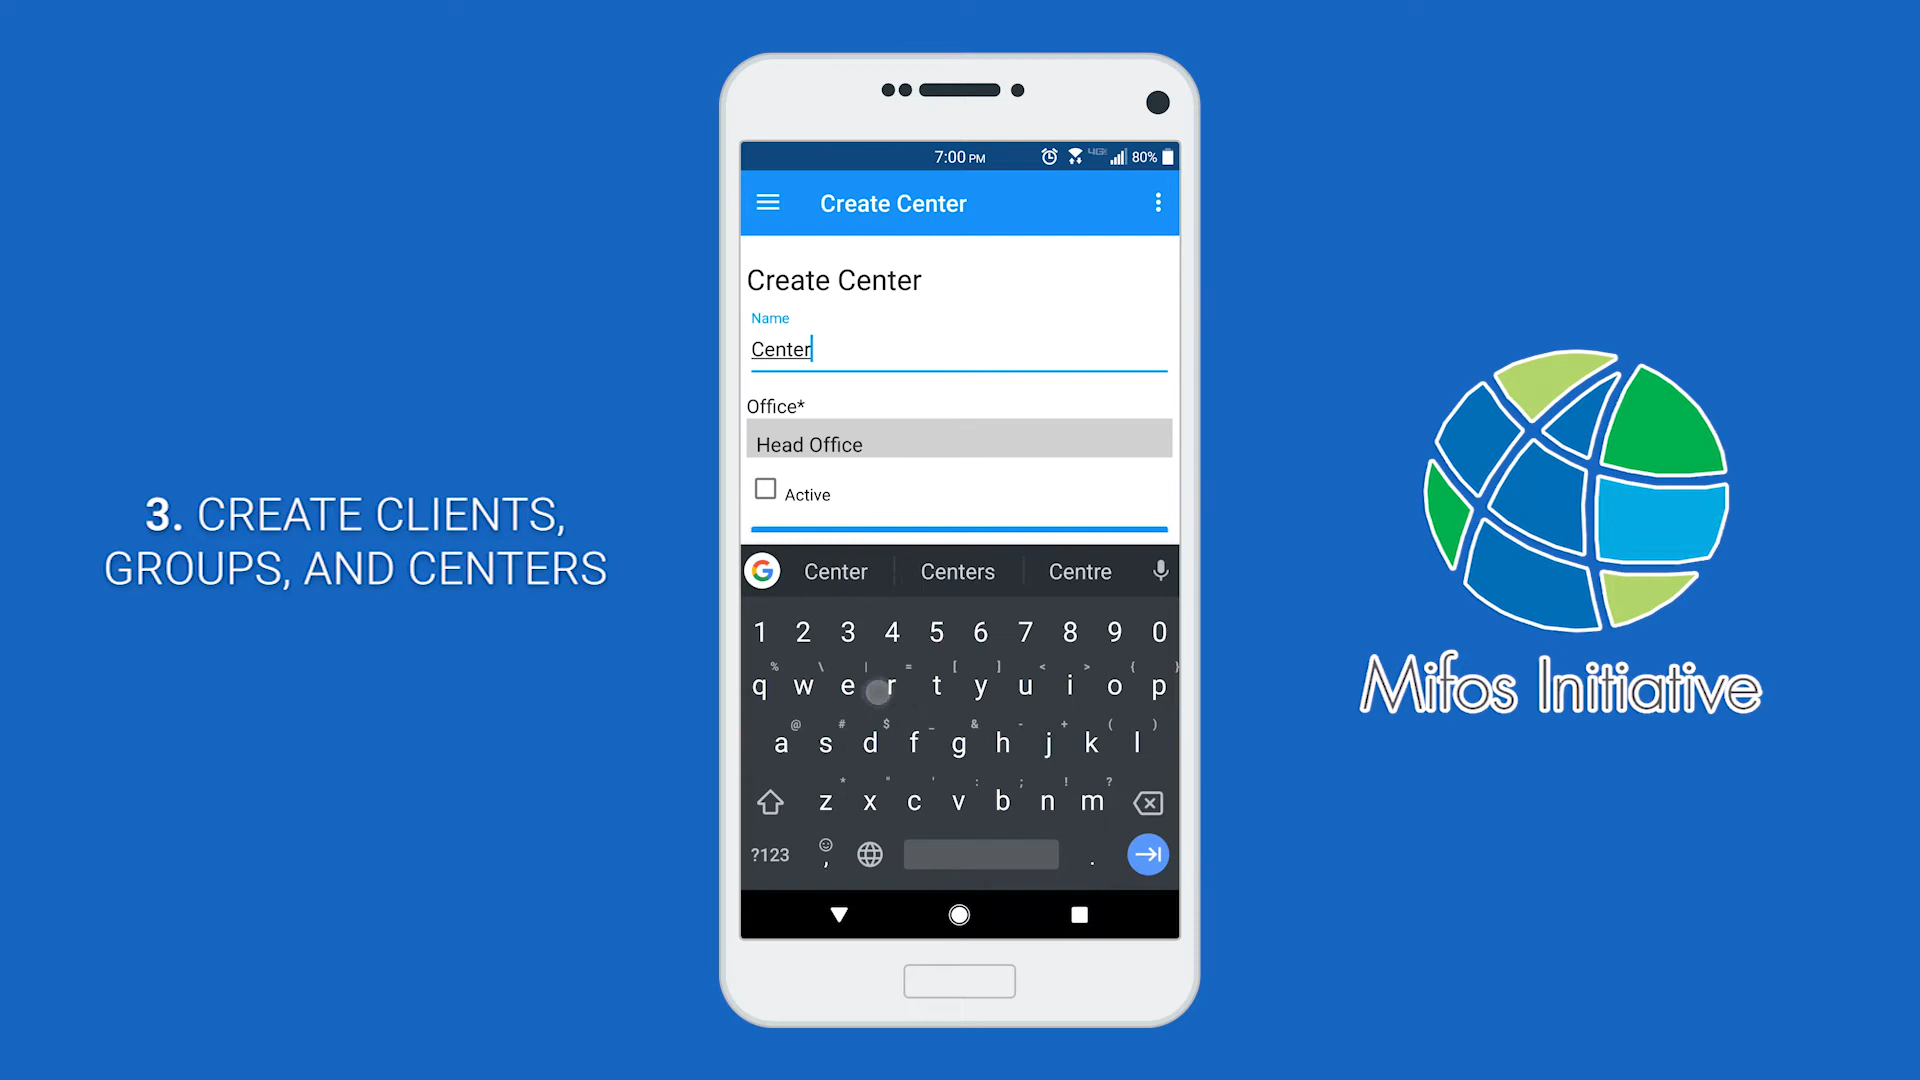 3. CREATE CLIENTS,
GROUPS, AND CENTERS
7:00 PM 4G 80%
Create Center
Create Center
Name
Center
Office*
Head Office
Active
G Center Centers Centre
1 2 3 4 5 6 7 8 9 0
% \ | = [ ] < > { }
q w e r t y u i o p
@ # $ _ & - + ( )
a s d f g h j k l
* " ' : ; ! ?
z x c v b n m
?123 , .
Mifos Initiative